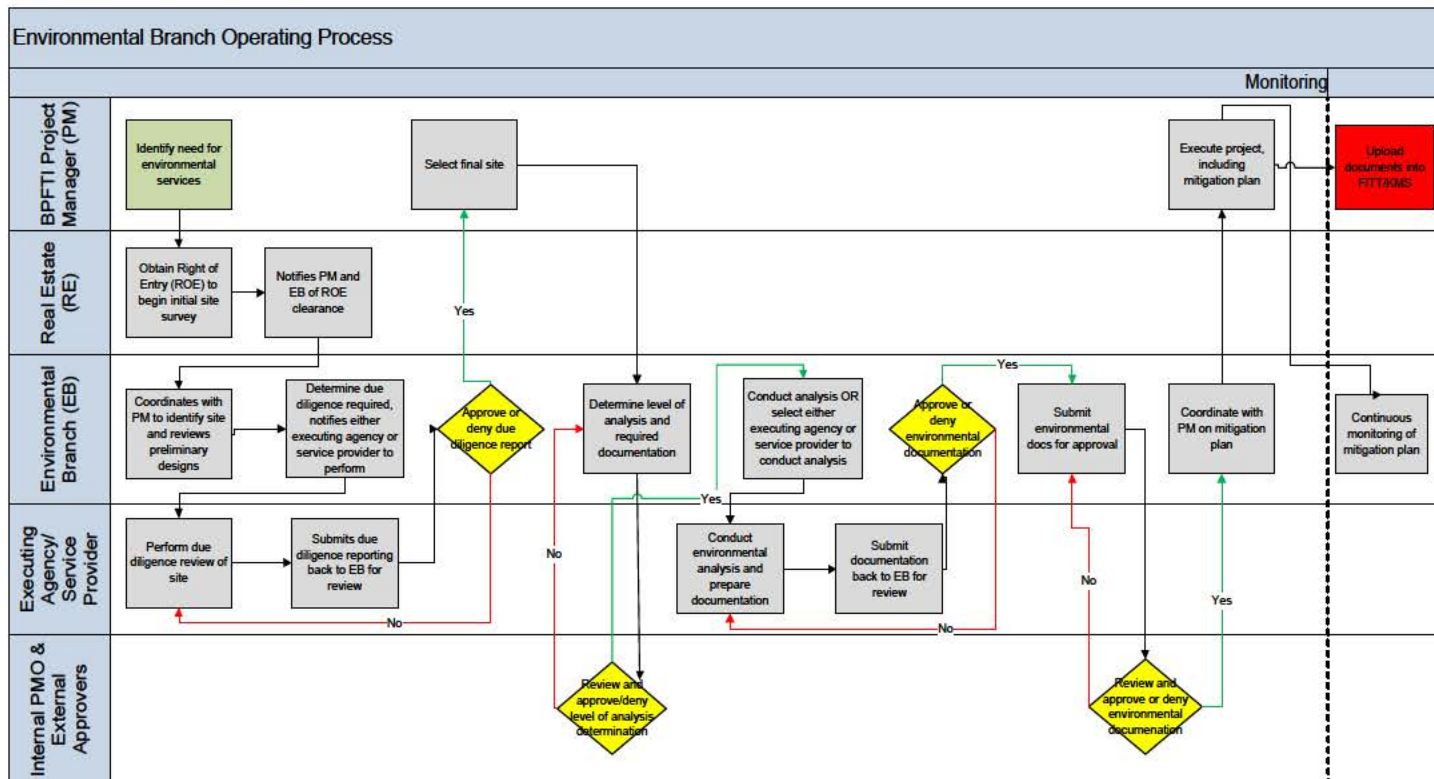 Environmental Branch Operating Process
Monitoring
BPFTI Project
Manager (PM)
Identify need for
environmental
services
Select final site
Execute project,
including
mitigation plan
Upload
documents into
FITT/KMS
Real Estate
(RE)
Obtain Right of
Entry (ROE) to
begin initial site
survey
Notifies PM and
EB of ROE
clearance
Yes
Environmental
Branch (EB)
Coordinates with
PM to identify site
and reviews
preliminary
designs
Determine due
diligence required,
notifies either
executing agency or
service provider to
perform
Approve or
deny due
diligence report
Determine level of
analysis and
required
documentation
Yes
Conduct analysis OR
select either
executing agency or
service provider to
conduct analysis
Approve or
deny
environmental
documentation
Yes
Submit
environmental
docs for approval
Coordinate with
PM on mitigation
plan
Continuous
monitoring of
mitigation plan
Executing
Agency/
Service
Provider
Perform due
diligence review of
site
Submits due
diligence reporting
back to EB for
review
No
No
Conduct
environmental
analysis and
prepare
documentation
Submit
documentation
back to EB for
review
No
No
Yes
Internal PMO &
External
Approvers
Review and
approve/deny
level of analysis
determination
Review and
approve or deny
environmental
documenation